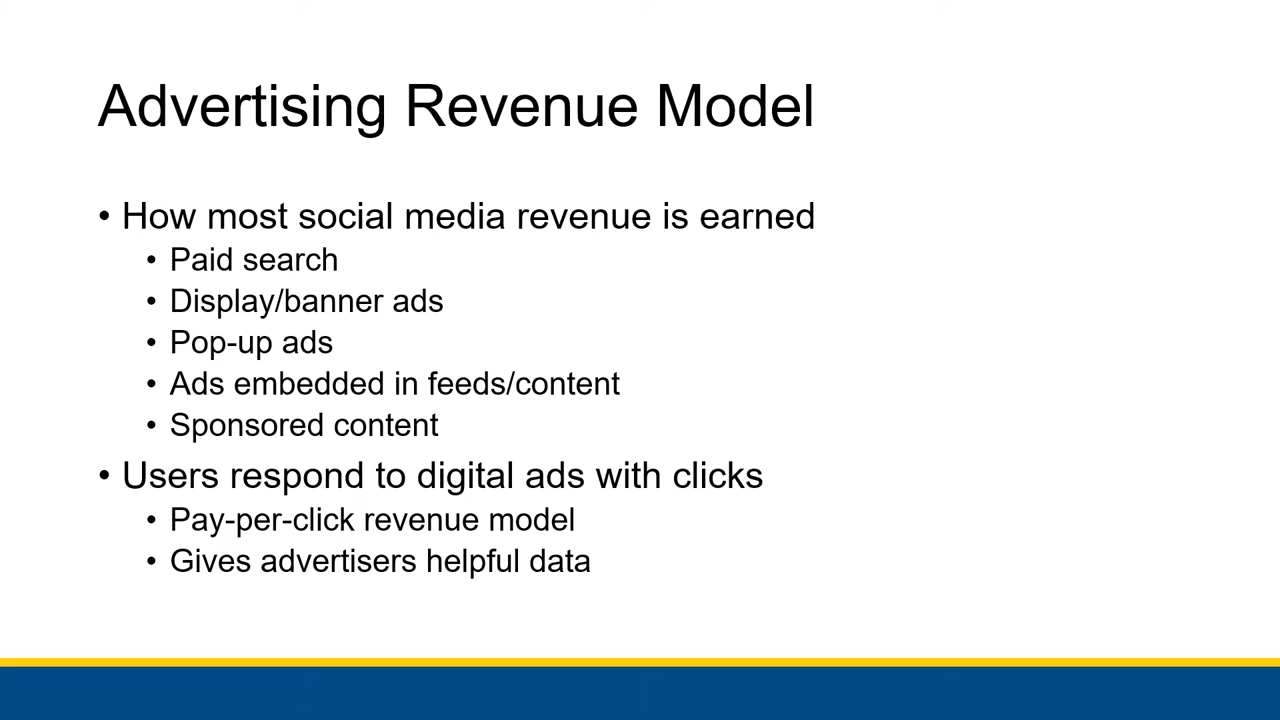 Advertising Revenue Model
• How most social media revenue is earned
• Paid search
• Display/banner ads
• Pop-up ads
• Ads embedded in feeds/content
• Sponsored content
• Users respond to digital ads with clicks
• Pay-per-click revenue model
• Gives advertisers helpful data